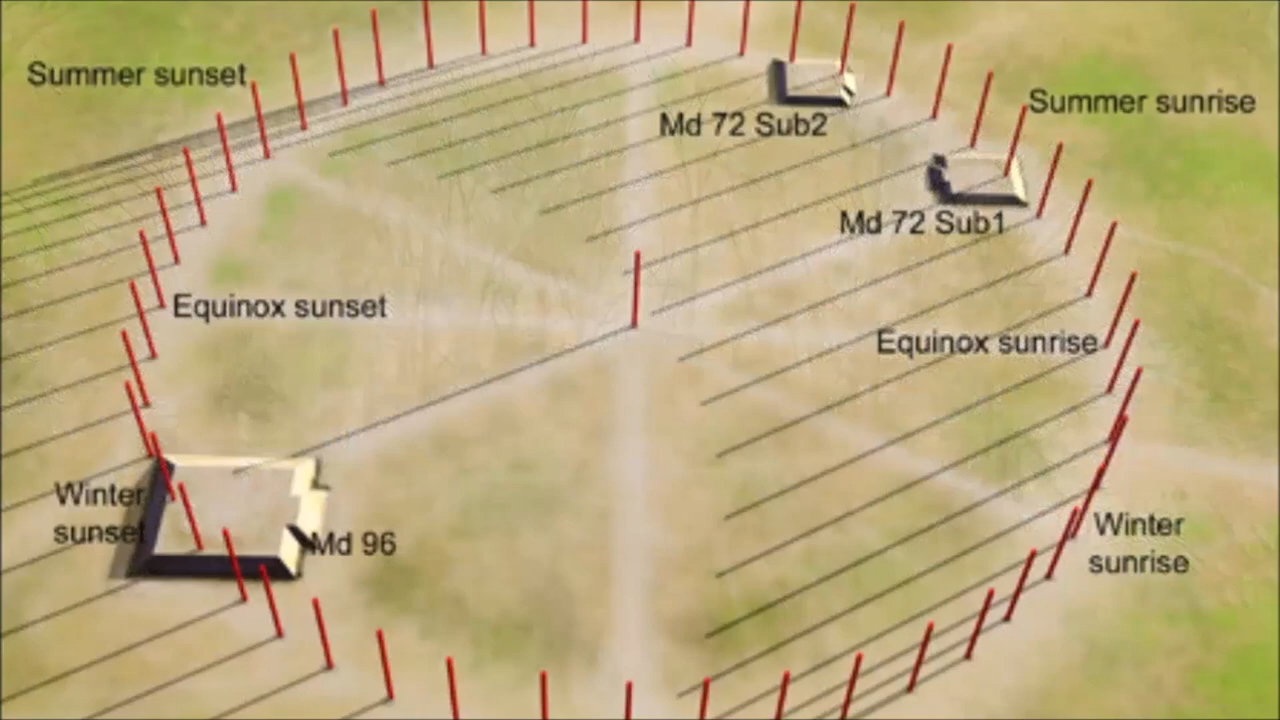 Summer sunset
Summer sunrise
Md 72 Sub2
Md 72 Sub1
Equinox sunset
Equinox sunrise
Winter
sunset
Md 96
Winter
sunrise